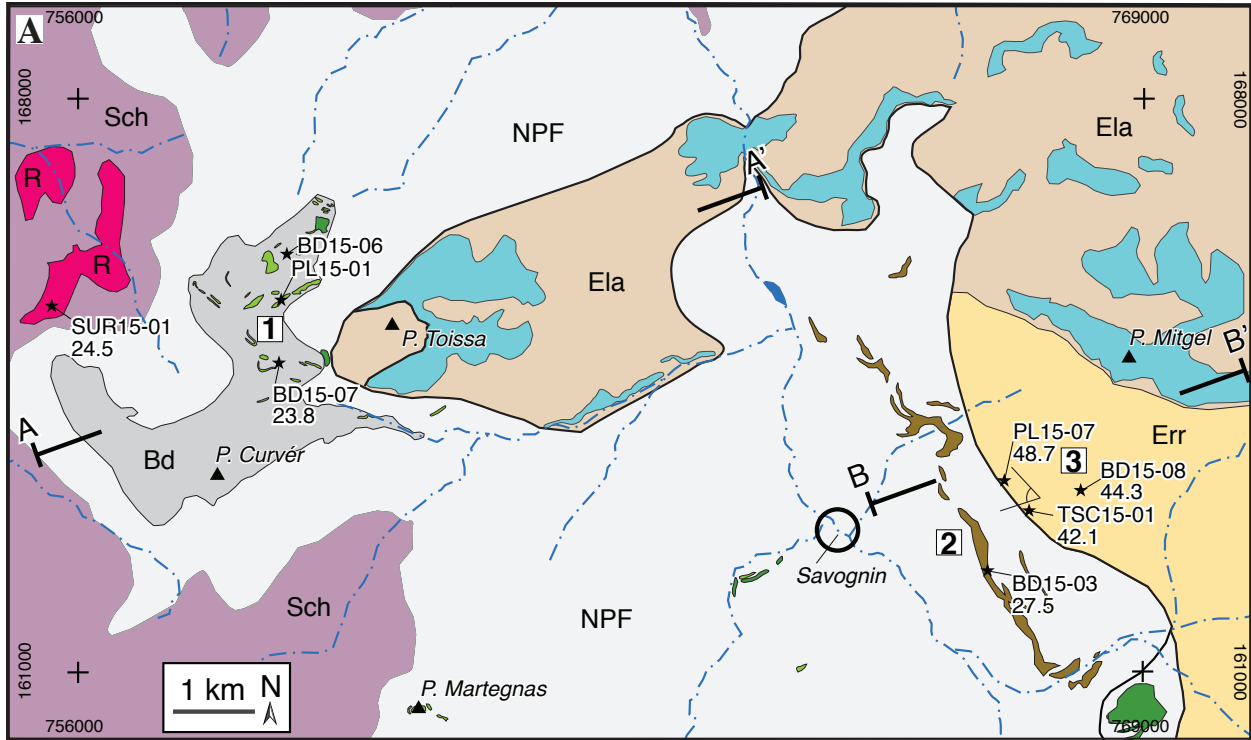 A
756000
769000
168000
168000
Sch
NPF
Ela
R
A'
R
BD15-06
PL15-01
Ela
SUR15-01
24.5
1
P. Toissa
P. Mitgel
B'
BD15-07
23.8
A
Bd
P. Curvér
PL15-07
48.7
3
Err
BD15-08
44.3
B
TSC15-01
42.1
2
Savognin
BD15-03
27.5
Sch
NPF
161000
161000
1 km
N
P. Martegnas
756000
769000